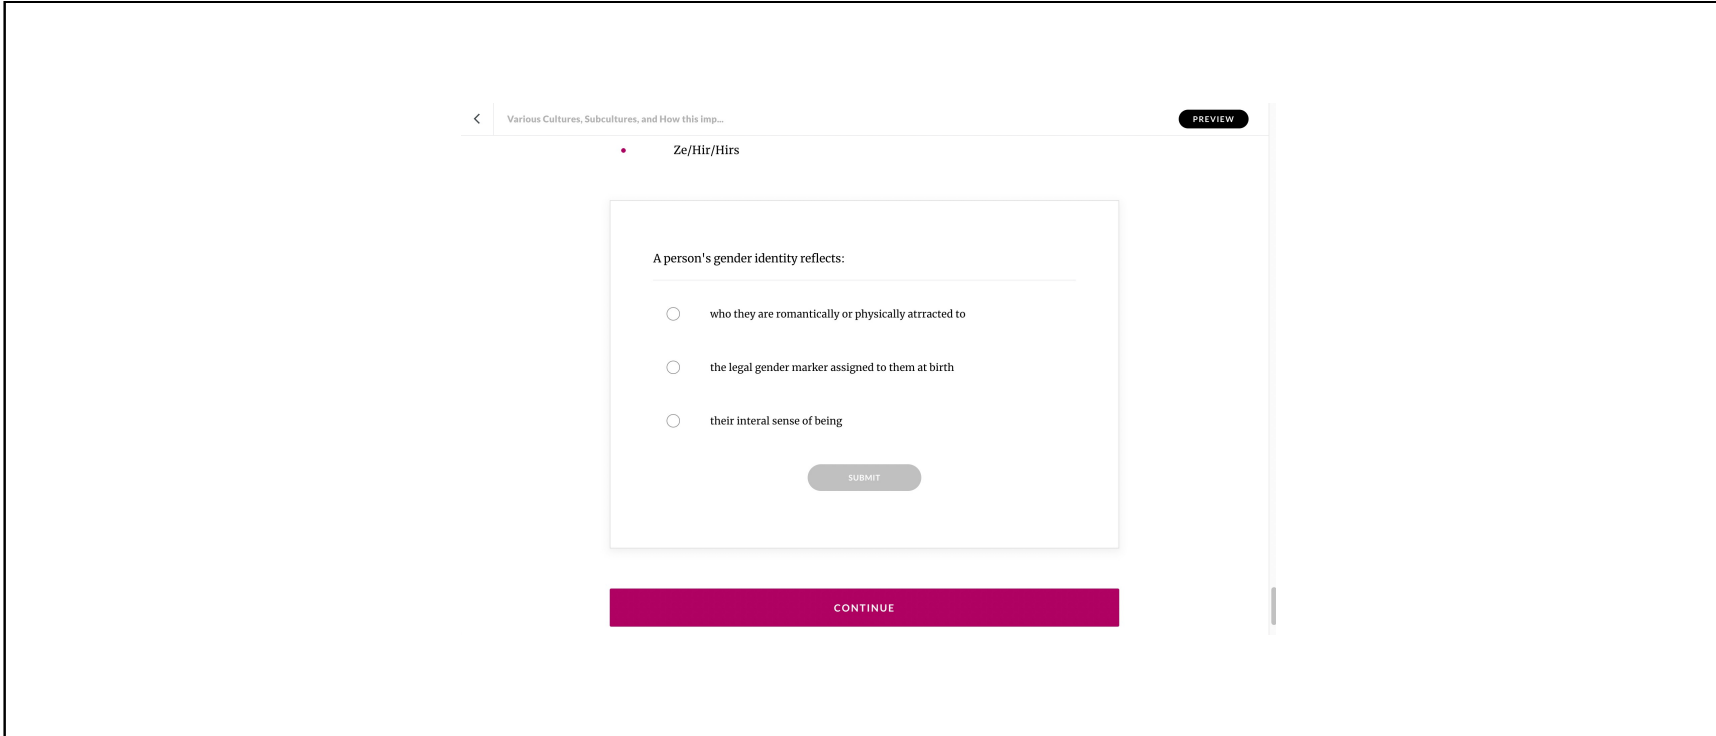 Various Cultures, Subcultures, and How this imp...
PREVIEW
Ze/Hir/Hirs
A person's gender identity reflects:
who they are romantically or physically atrracted to
the legal gender marker assigned to them at birth
their interal sense of being
SUBMIT
CONTINUE